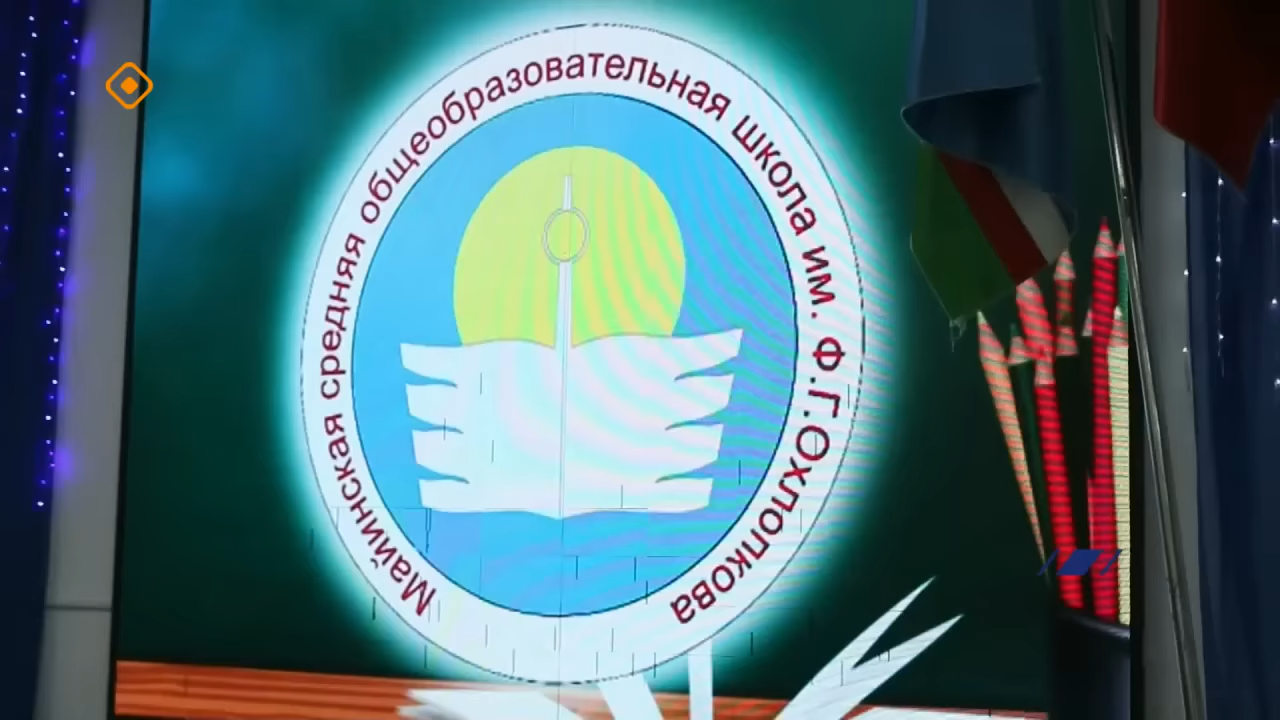 Майинская средняя общеобразовательная школа им. Ф.Г.Охлопкова